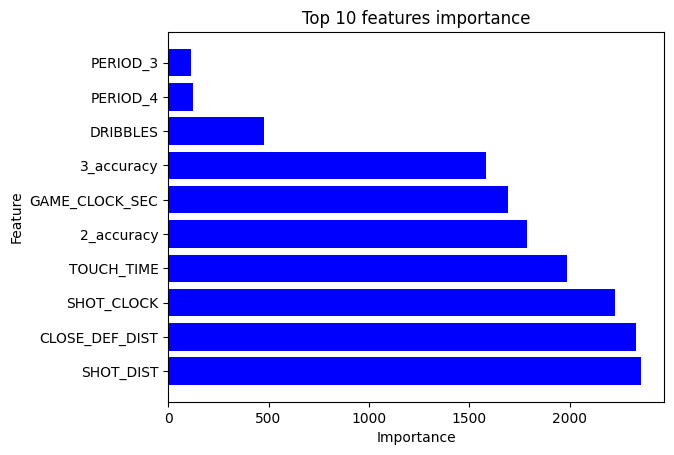 Top 10 features importance
Feature
PERIOD_3
PERIOD_4
DRIBBLES
3_accuracy
GAME_CLOCK_SEC
2_accuracy
TOUCH_TIME
SHOT_CLOCK
CLOSE_DEF_DIST
SHOT_DIST
0 500 1000 1500 2000
Importance